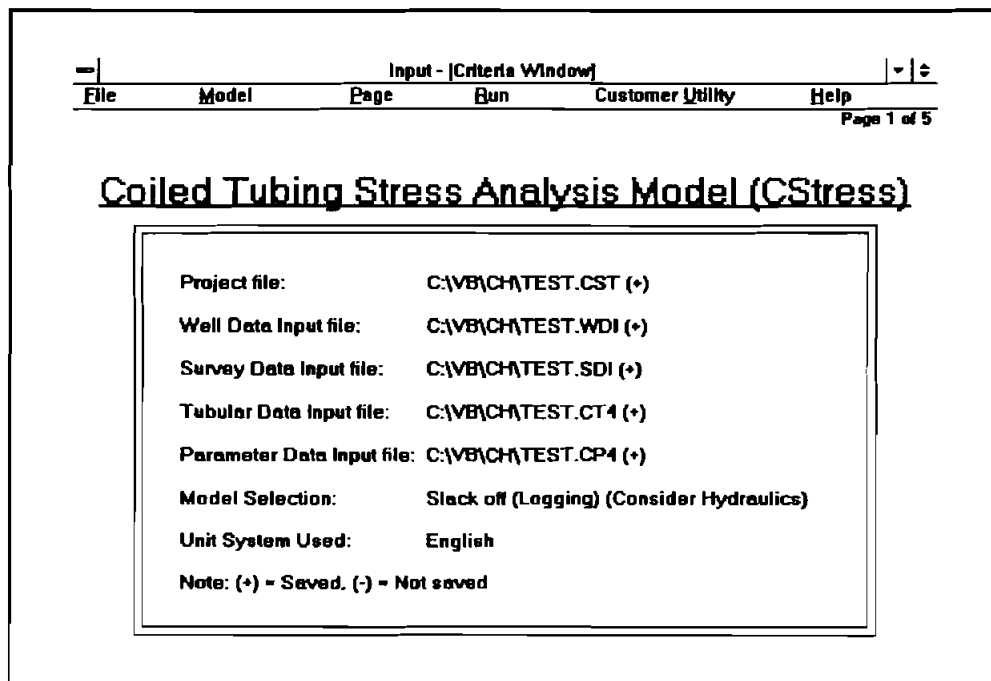 Input - [Criteria Window]
File Model Page Run Customer Utility Help
Page 1 of 5
Coiled Tubing Stress Analysis Model (CStress)
Project file: C:\VB\CH\TEST.CST (+)
Well Data Input file: C:\VB\CH\TEST.WDI (+)
Survey Data Input file: C:\VB\CH\TEST.SDI (+)
Tubular Data Input file: C:\VB\CH\TEST.CT4 (+)
Parameter Data Input file: C:\VB\CH\TEST.CP4 (+)
Model Selection: Slack off (Logging) (Consider Hydraulics)
Unit System Used: English
Note: (+) = Saved, (-) = Not saved